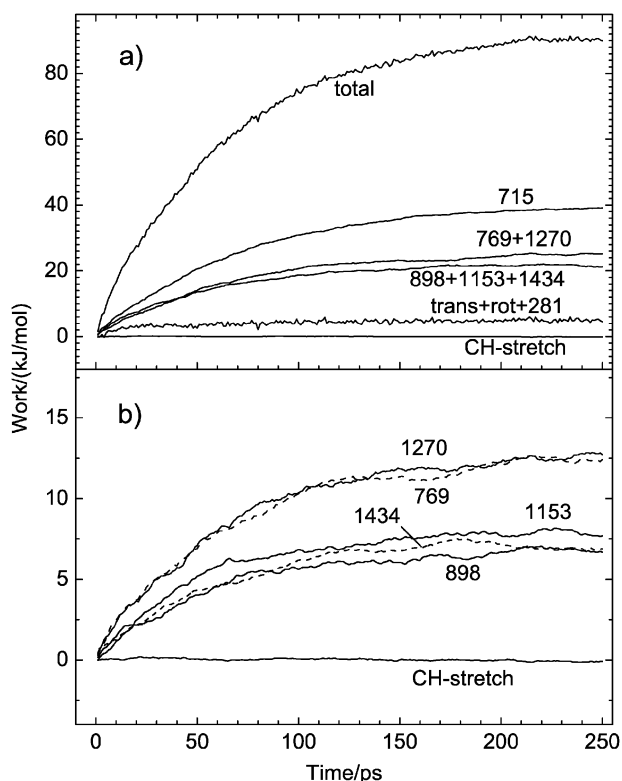 a)
80
total
60
40
715
769+1270
20
898+1153+1434
trans+rot+281
0
CH-stretch
Work/(kJ/mol)
b)
15
1270
10
769
1434
1153
5
898
0
CH-stretch
0 50 100 150 200 250
Time/ps